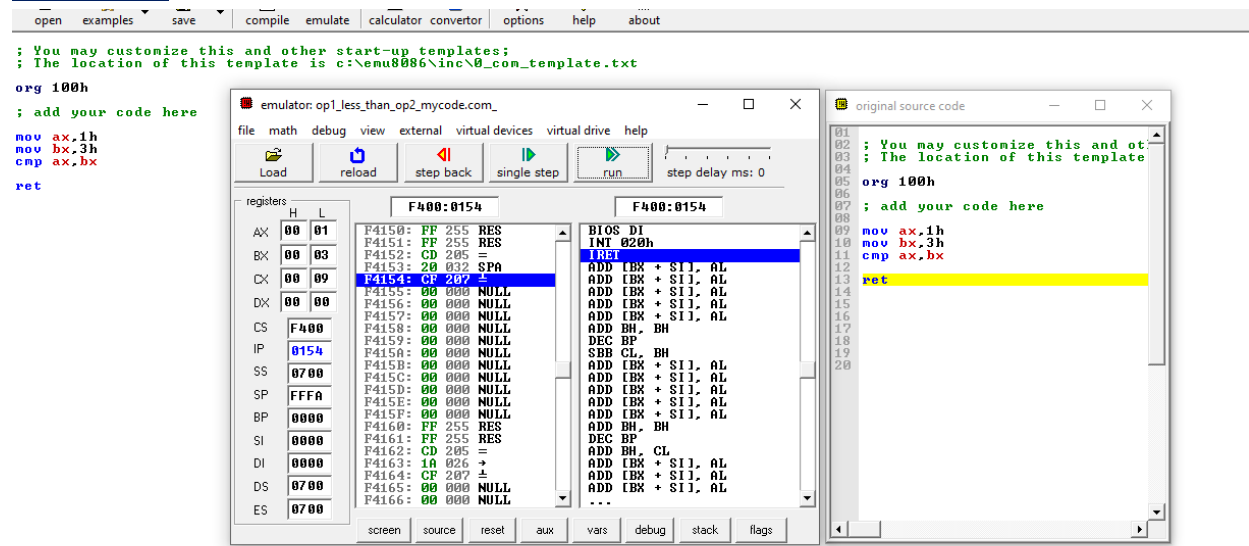 open examples save compile emulate calculator convertor options help about
; You may customize this and other start-up templates;
; The location of this template is c:\emu8086\inc\0_com_template.txt
org 100h
; add your code here
mov ax,1h
mov bx,3h
cmp ax,bx
ret
emulator: op1_less_than_op2_mycode.com_
file math debug view external virtual devices virtual drive help
Load reload step back single step run step delay ms: 0
registers
H L
AX 00 01
BX 00 03
CX 00 09
DX 00 00
CS F400
IP 0154
SS 0700
SP FFFA
BP 0000
SI 0000
DI 0000
DS 0700
ES 0700
F400:0154
F4150: FF 255 RES
F4151: FF 255 RES
F4152: CD 205 =
F4153: 20 032 SPA
F4154: CF 207 ╧
F4155: 00 000 NULL
F4156: 00 000 NULL
F4157: 00 000 NULL
F4158: 00 000 NULL
F4159: 00 000 NULL
F415A: 00 000 NULL
F415B: 00 000 NULL
F415C: 00 000 NULL
F415D: 00 000 NULL
F415E: 00 000 NULL
F415F: 00 000 NULL
F4160: FF 255 RES
F4161: FF 255 RES
F4162: CD 205 =
F4163: 1A 026 →
F4164: CF 207 ╧
F4165: 00 000 NULL
F4166: 00 000 NULL
F400:0154
BIOS DI
INT 020h
IRET
ADD [BX + SI], AL
ADD [BX + SI], AL
ADD [BX + SI], AL
ADD [BX + SI], AL
ADD [BX + SI], AL
ADD BH, BH
DEC BP
SBB CL, BH
ADD [BX + SI], AL
ADD [BX + SI], AL
ADD [BX + SI], AL
ADD [BX + SI], AL
ADD [BX + SI], AL
ADD BH, BH
DEC BP
ADD BH, CL
ADD [BX + SI], AL
ADD [BX + SI], AL
ADD [BX + SI], AL
...
screen source reset aux vars debug stack flags
original source code
01
02 ; You may customize this and ot
03 ; The location of this template
04
05 org 100h
06
07 ; add your code here
08
09 mov ax,1h
10 mov bx,3h
11 cmp ax,bx
12
13 ret
14
15
16
17
18
19
20